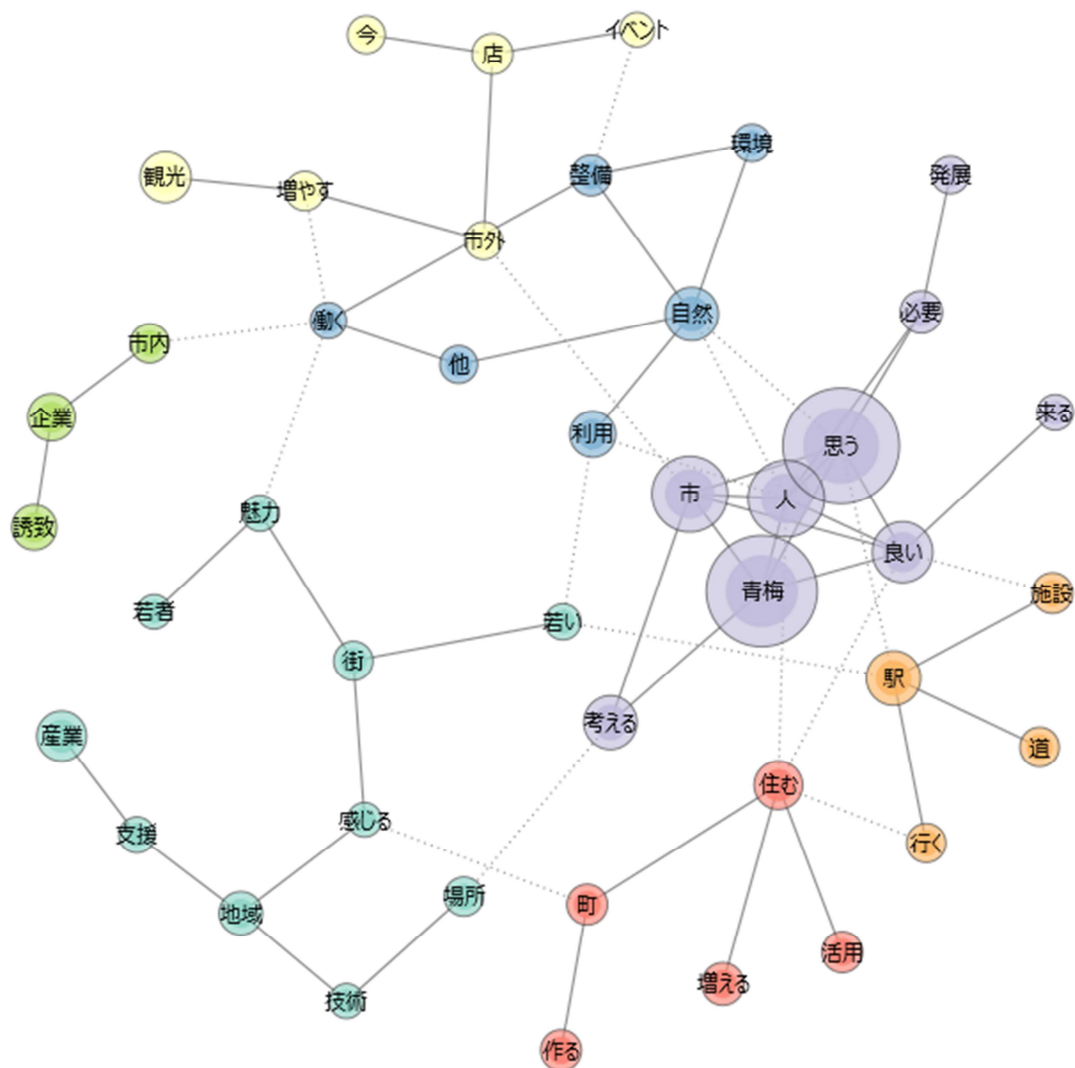 イベント
今
店
環境
整備
発展
観光
増やす
市外
必要
自然
働く
市内
他
来る
企業
利用
思う
市
人
魅力
誘致
良い
青梅
施設
若者
若い
街
駅
考える
産業
道
住む
感じる
支援
行く
場所
町
地域
活用
増える
技術
作る